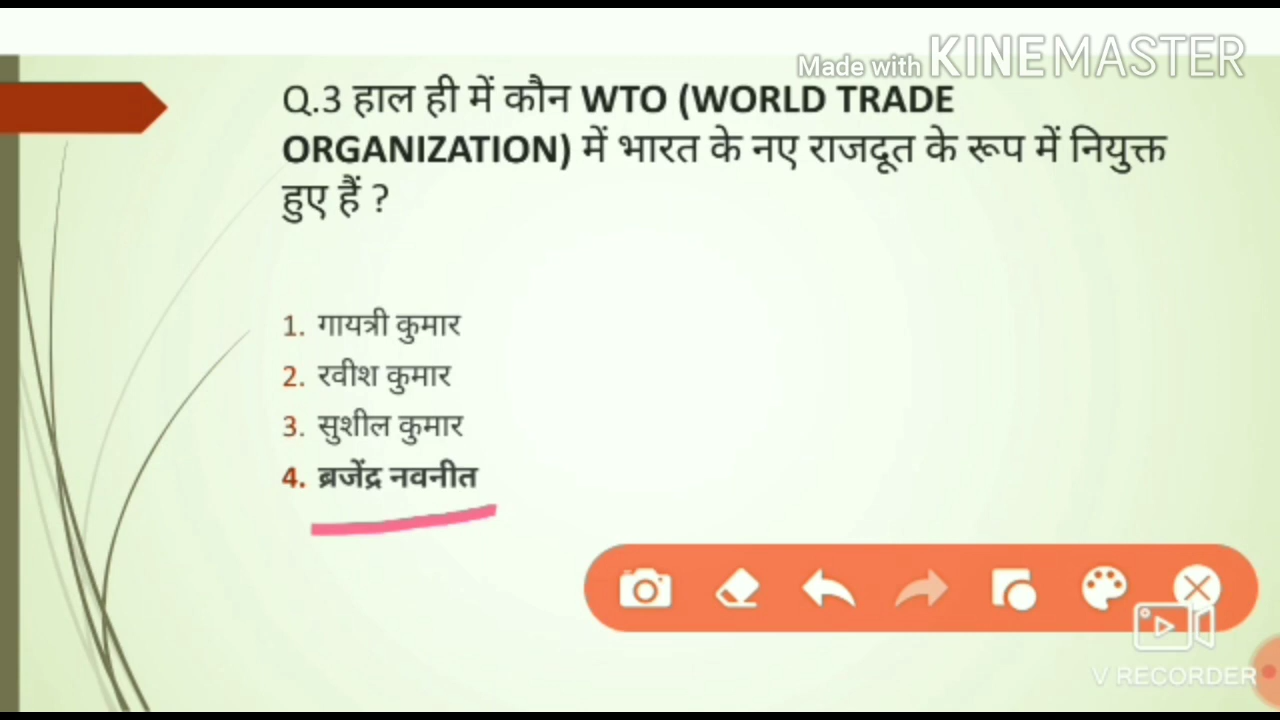 Made with KINEMASTER
Q.3 हाल ही में कौन WTO (WORLD TRADE
ORGANIZATION) में भारत के नए राजदूत के रूप में नियुक्त
हुए हैं ?
1. गायत्री कुमार
2. रवीश कुमार
3. सुशील कुमार
4. ब्रजेंद्र नवनीत
V RECORDER